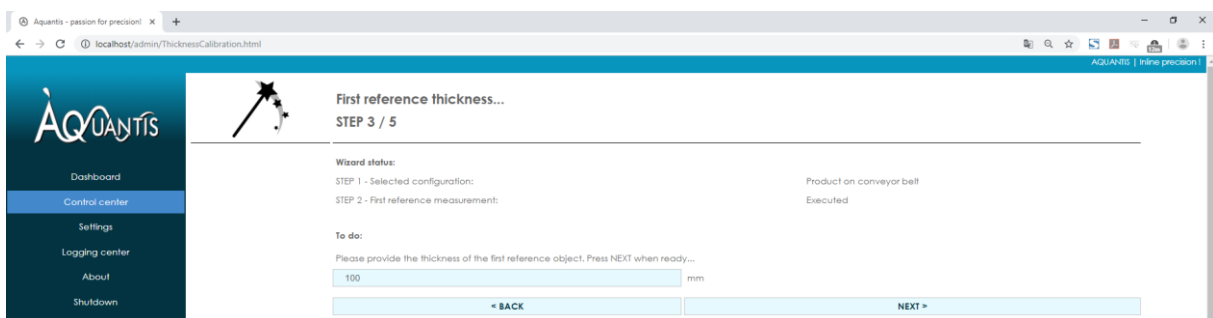 Aquantis - passion for precision!
localhost/admin/ThicknessCalibration.html
AQUANTIS | Inline precision !
AQUANTIS
First reference thickness...
STEP 3 / 5
Dashboard
Control center
Settings
Logging center
About
Shutdown
Wizard status:
STEP 1 - Selected configuration: Product on conveyor belt
STEP 2 - First reference measurement: Executed
To do:
Please provide the thickness of the first reference object. Press NEXT when ready...
100 mm
« BACK NEXT »